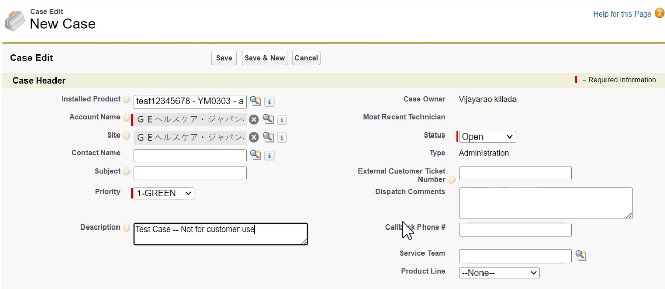 Case Edit
New Case
Help for this Page
Case Edit
Save
Save & New
Cancel
Case Header
= Required Information
Installed Product
test12345678 - YM0303 - a
Case Owner
Vijayarao killada
Account Name
ＧＥヘルスケア・ジャパン
Most Recent Technician
Site
ＧＥヘルスケア・ジャパン
Status
Open
Contact Name
Type
Administration
Subject
External Customer Ticket
Number
Priority
1-GREEN
Dispatch Comments
Description
Test Case -- Not for customer use
Callback Phone #
Service Team
Product Line
--None--